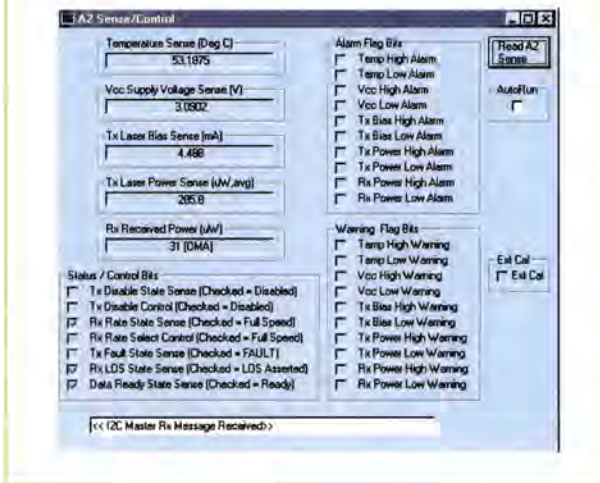 A2 Sense/Control
Temperature Sense (Deg C)
53.1875
Vcc Supply Voltage Sense (V)
3.0902
Tx Laser Bias Sense (mA)
4.488
Tx Laser Power Sense (uW,avg)
285.8
Rx Received Power (uW)
31 (OMA)
Status / Control Bits
Tx Disable State Sense (Checked = Disabled)
Tx Disable Control (Checked = Disabled)
Rx Rate State Sense (Checked = Full Speed)
Rx Rate Select Control (Checked = Full Speed)
Tx Fault State Sense (Checked = FAULT)
Rx LOS State Sense (Checked = LOS Asserted)
Data Ready State Sense (Checked = Ready)
Alarm Flag Bits
Temp High Alarm
Temp Low Alarm
Vcc High Alarm
Vcc Low Alarm
Tx Bias High Alarm
Tx Bias Low Alarm
Tx Power High Alarm
Tx Power Low Alarm
Rx Power High Alarm
Rx Power Low Alarm
Warning Flag Bits
Temp High Warning
Temp Low Warning
Vcc High Warning
Vcc Low Warning
Tx Bias High Warning
Tx Bias Low Warning
Tx Power High Warning
Tx Power Low Warning
Rx Power High Warning
Rx Power Low Warning
Read A2
Sense
AutoRun
Ext Cal
Ext Cal
<< I2C Master Rx Message Received>>